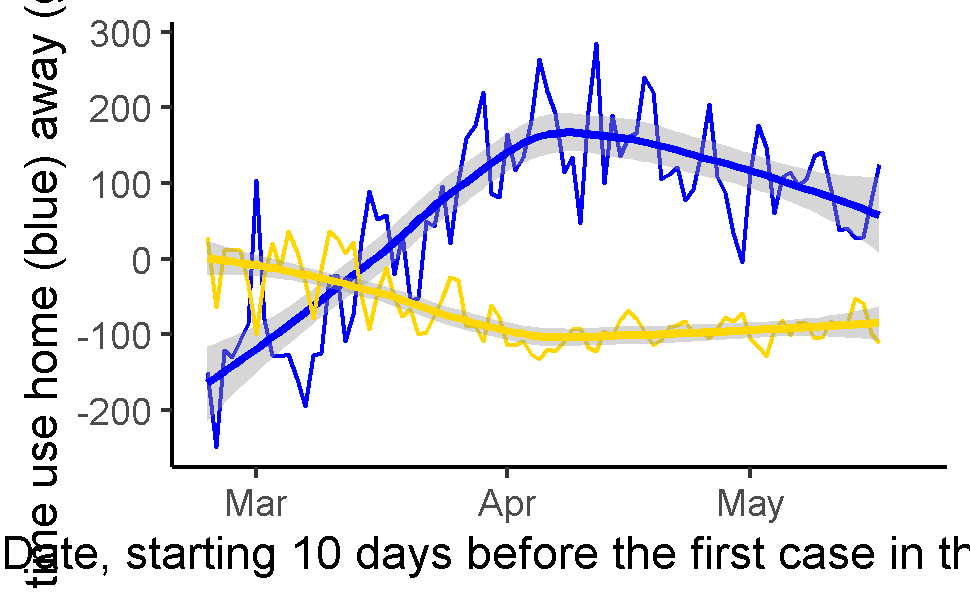 time use home (blue) away (
300
200
100
0
-100
-200
Mar Apr May
Date, starting 10 days before the first case in th